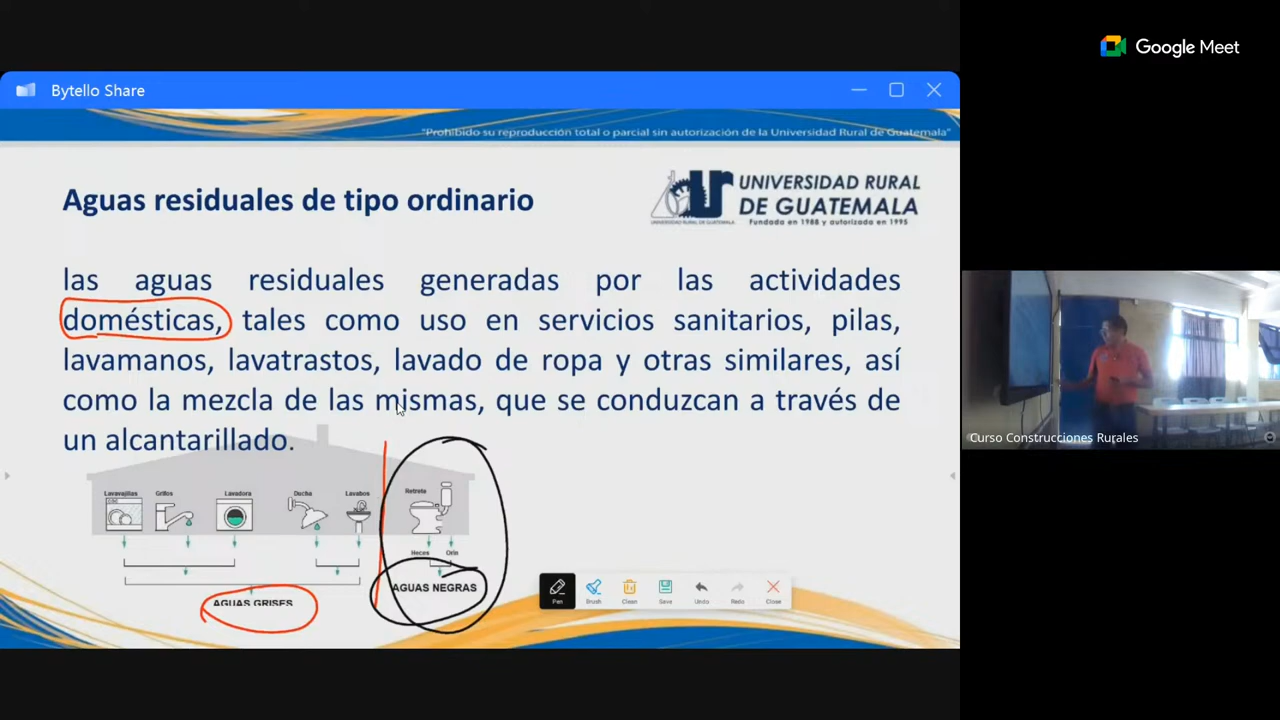 Google Meet
Bytello Share
"Prohibido su reproducción total o parcial sin autorización de la Universidad Rural de Guatemala"
Aguas residuales de tipo ordinario
UNIVERSIDAD RURAL
DE GUATEMALA
UNIVERSIDAD RURAL DE GUATEMALA
Fundada en 1988 y autorizada en 1995
las aguas residuales generadas por las actividades
domésticas, tales como uso en servicios sanitarios, pilas,
lavamanos, lavatrastos, lavado de ropa y otras similares, así
como la mezcla de las mismas, que se conduzcan a través de
un alcantarillado.
Lavavajillas Grifos Lavadora Ducha Lavabos Retrete
Heces Orin
AGUAS GRISES
AGUAS NEGRAS
Pen Brush Clean Save Undo Redo Close
Curso Construcciones Rurales